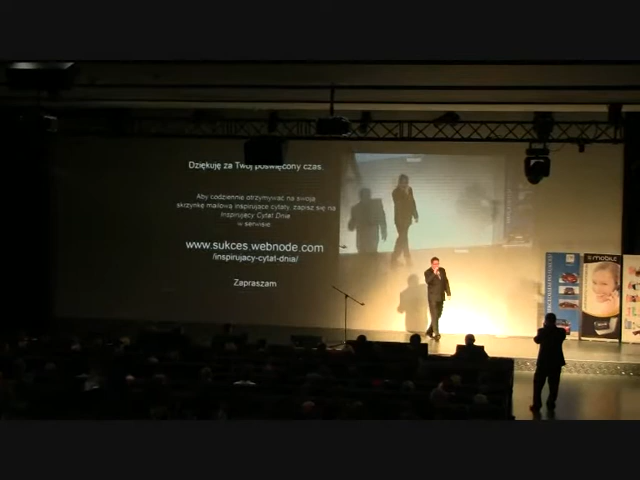 Dziękuję za Twój poświęcony czas.
Aby codziennie otrzymywać na swoją
skrzynkę mailową inspirujące cytaty, zapisz się na
Inspirujący Cytat Dnia
w serwisie
www.sukces.webnode.com
/inspirujacy-cytat-dnia/
Zapraszam
MOBILE